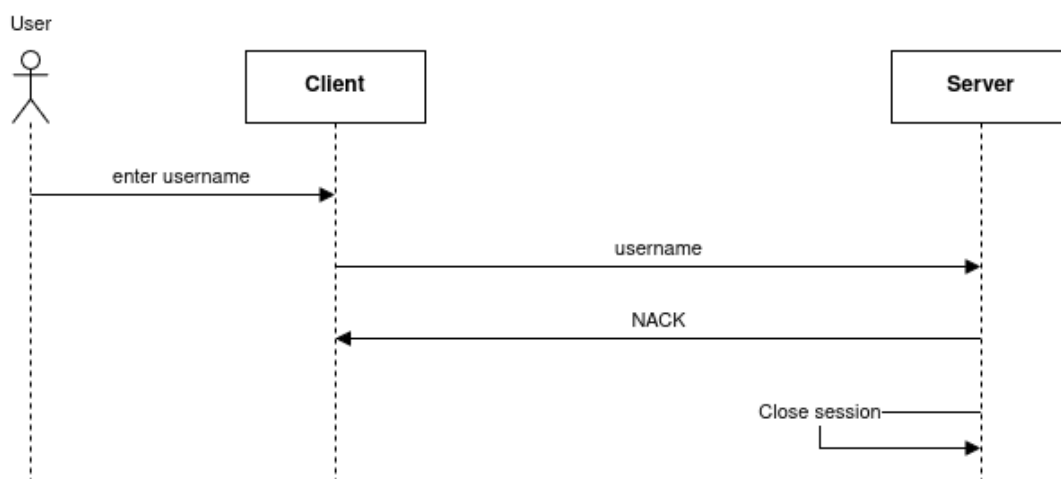 User
Client
Server
enter username
username
NACK
Close session